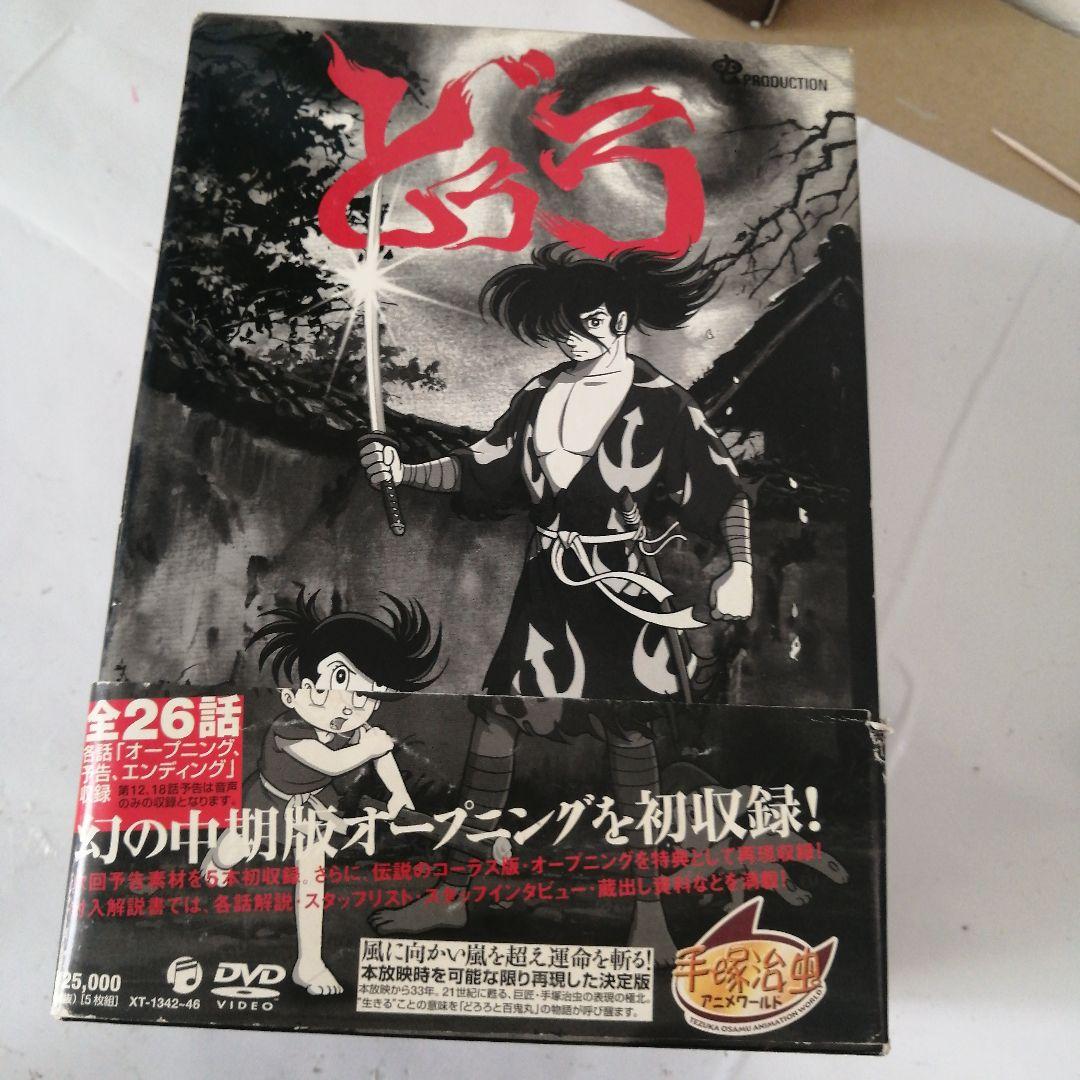 どろろ
PRODUCTION
全26話
各話「オープニング、
予告、エンディング」
収録 第12、18話予告は音声
のみの収録となります。
幻の中期版オープニングを初収録!
次回予告素材を5本初収録。さらに、伝説のコーラス版・オープニングを特典として再現収録!
封入解説書では、各話解説・スタッフリスト・スタッフインタビュー・蔵出し資料などを満載!
風に向かい嵐を超え運命を斬る!
本放映時を可能な限り再現した決定版
本放映から33年。21世紀に甦る、巨匠・手塚治虫の表現の極北。
"生きる"ことの意味を「どろろと百鬼丸」の物語が呼び醒ます。
25,000
[5枚組] XT-1342~46
DVD
VIDEO
手塚治虫
アニメワールド
TEZUKA OSAMU ANIMATION WORLD